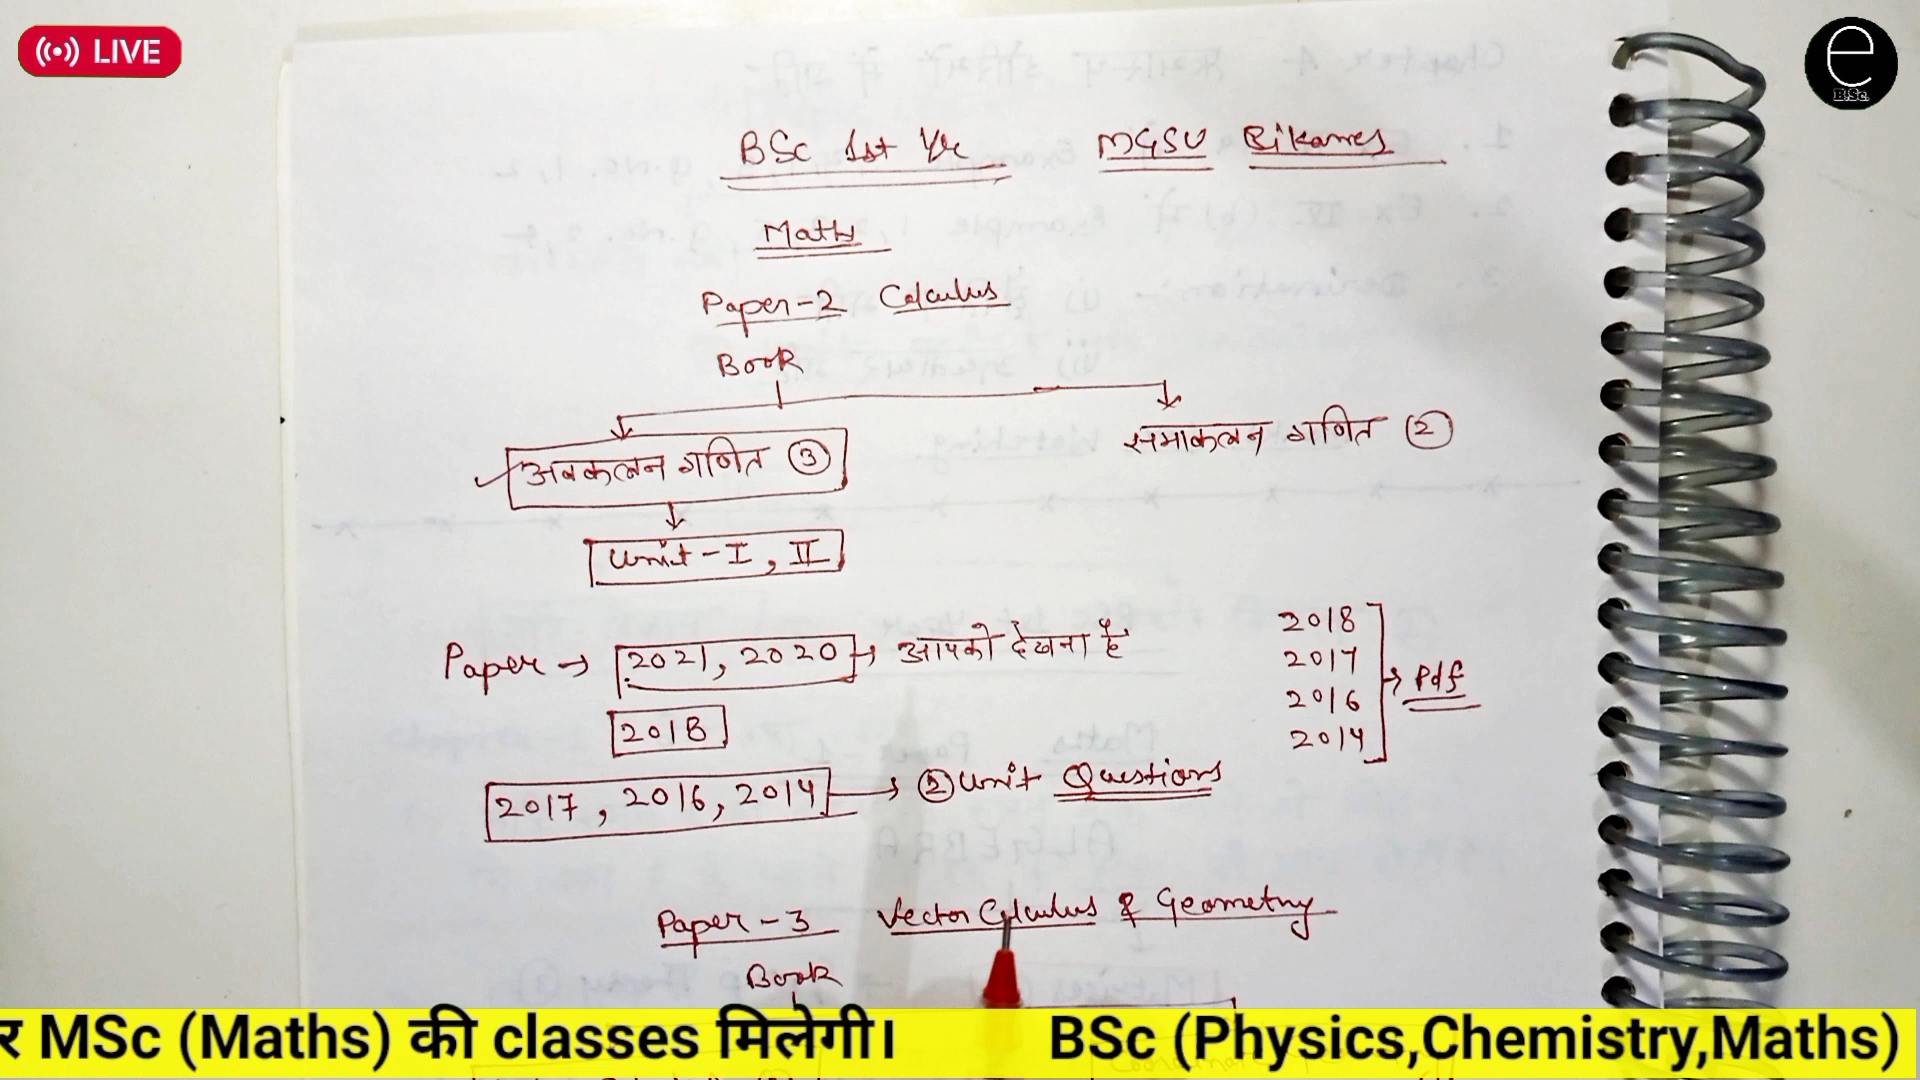 LIVE
e
B.Sc.
BSc 1st Yr MGSU Bikaner
Maths
Paper-2 Calculus
Book
अवकलन गणित ③
समाकलन गणित ②
Unit - I, II
Paper → 2021, 2020 → आपको देखना है
2018
2017, 2016, 2014 → ② Unit Questions
2018
2017
2016
2014
→ Pdf
Paper - 3 Vector Calculus & Geometry
Book
र MSc (Maths) की classes मिलेगी। BSc (Physics,Chemistry,Maths)